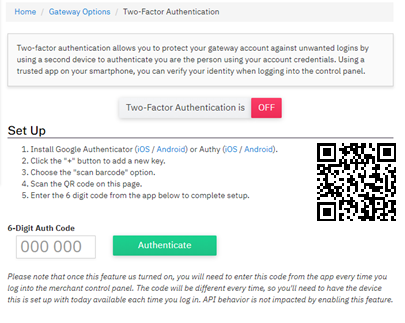 Home / Gateway Options / Two-Factor Authentication
Two-factor authentication allows you to protect your gateway account against unwanted logins by
using a second device to authenticate you are the person using your account credentials. Using a
trusted app on your smartphone, you can verify your identity when logging into the control panel.
Two-Factor Authentication is OFF
Set Up
1. Install Google Authenticator (iOS / Android) or Authy (iOS / Android).
2. Click the "+" button to add a new key.
3. Choose the "scan barcode" option.
4. Scan the QR code on this page.
5. Enter the 6 digit code from the app below to complete setup.
6-Digit Auth Code
000 000
Authenticate
Please note that once this feature us turned on, you will need to enter this code from the app every time you
log into the merchant control panel. The code will be different every time, so you'll need to have the device
this is set up with today available each time you log in. API behavior is not impacted by enabling this feature.